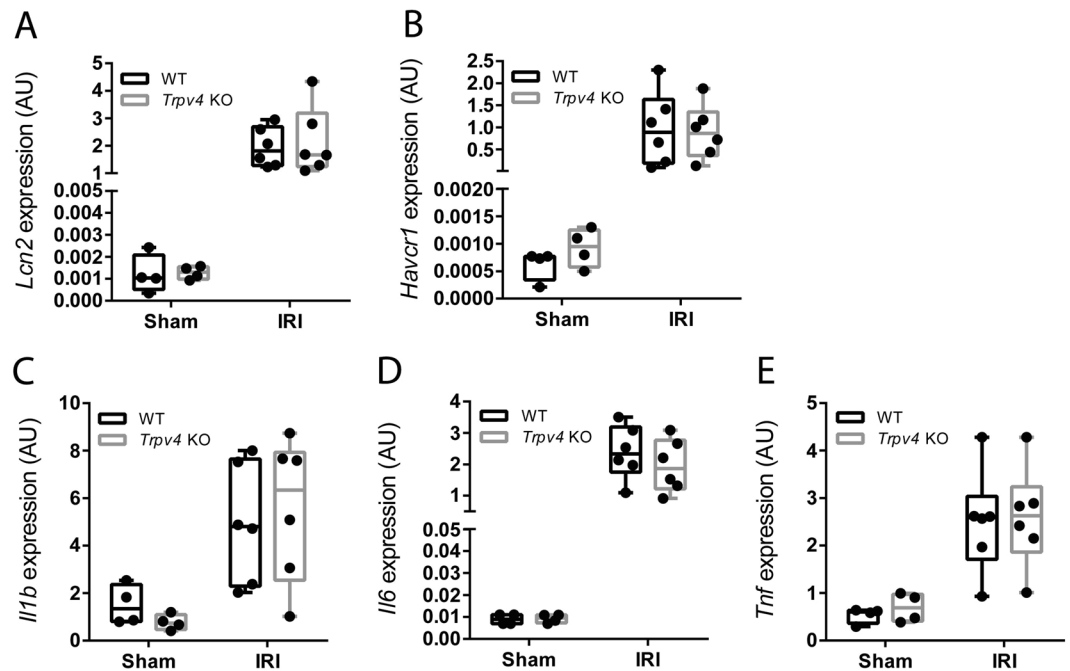 A
Lcn2 expression (AU)
5
4
3
2
1
0.005
0.004
0.003
0.002
0.001
0.000
WT
Trpv4 KO
Sham IRI
B
Havcr1 expression (AU)
2.5
2.0
1.5
1.0
0.5
0.0020
0.0015
0.0010
0.0005
0.0000
WT
Trpv4 KO
Sham IRI
C
Il1b expression (AU)
10
8
6
4
2
0
WT
Trpv4 KO
Sham IRI
D
Il6 expression (AU)
4
3
2
1
0.05
0.04
0.03
0.02
0.01
0.00
WT
Trpv4 KO
Sham IRI
E
Tnf expression (AU)
5
4
3
2
1
0
WT
Trpv4 KO
Sham IRI